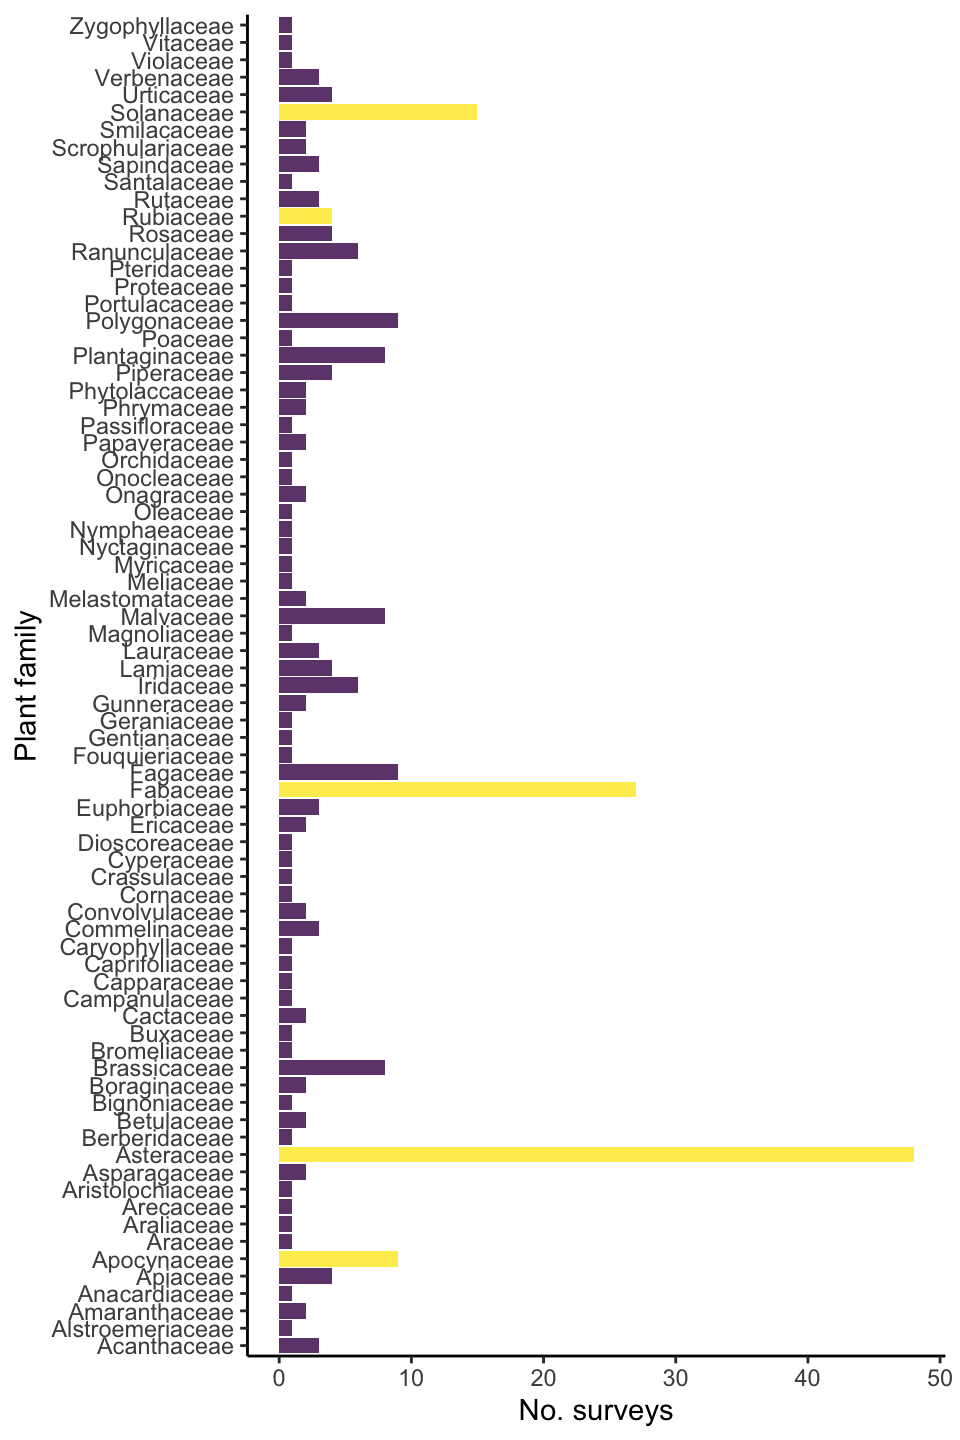 Zygophyllaceae
Vitaceae
Violaceae
Verbenaceae
Urticaceae
Solanaceae
Smilacaceae
Scrophulariaceae
Sapindaceae
Santalaceae
Rutaceae
Rubiaceae
Rosaceae
Ranunculaceae
Pteridaceae
Proteaceae
Portulacaceae
Polygonaceae
Poaceae
Plantaginaceae
Piperaceae
Phytolaccaceae
Phrymaceae
Passifloraceae
Papaveraceae
Orchidaceae
Onocleaceae
Onagraceae
Oleaceae
Nymphaeaceae
Nyctaginaceae
Myricaceae
Meliaceae
Melastomataceae
Malvaceae
Magnoliaceae
Lauraceae
Lamiaceae
Iridaceae
Gunneraceae
Geraniaceae
Gentianaceae
Fouquieriaceae
Fagaceae
Fabaceae
Euphorbiaceae
Ericaceae
Dioscoreaceae
Cyperaceae
Crassulaceae
Cornaceae
Convolvulaceae
Commelinaceae
Caryophyllaceae
Caprifoliaceae
Capparaceae
Campanulaceae
Cactaceae
Buxaceae
Bromeliaceae
Brassicaceae
Boraginaceae
Bignoniaceae
Betulaceae
Berberidaceae
Asteraceae
Asparagaceae
Aristolochiaceae
Arecaceae
Araliaceae
Araceae
Apocynaceae
Apiaceae
Anacardiaceae
Amaranthaceae
Alstroemeriaceae
Acanthaceae
Plant family
0 10 20 30 40 50
No. surveys